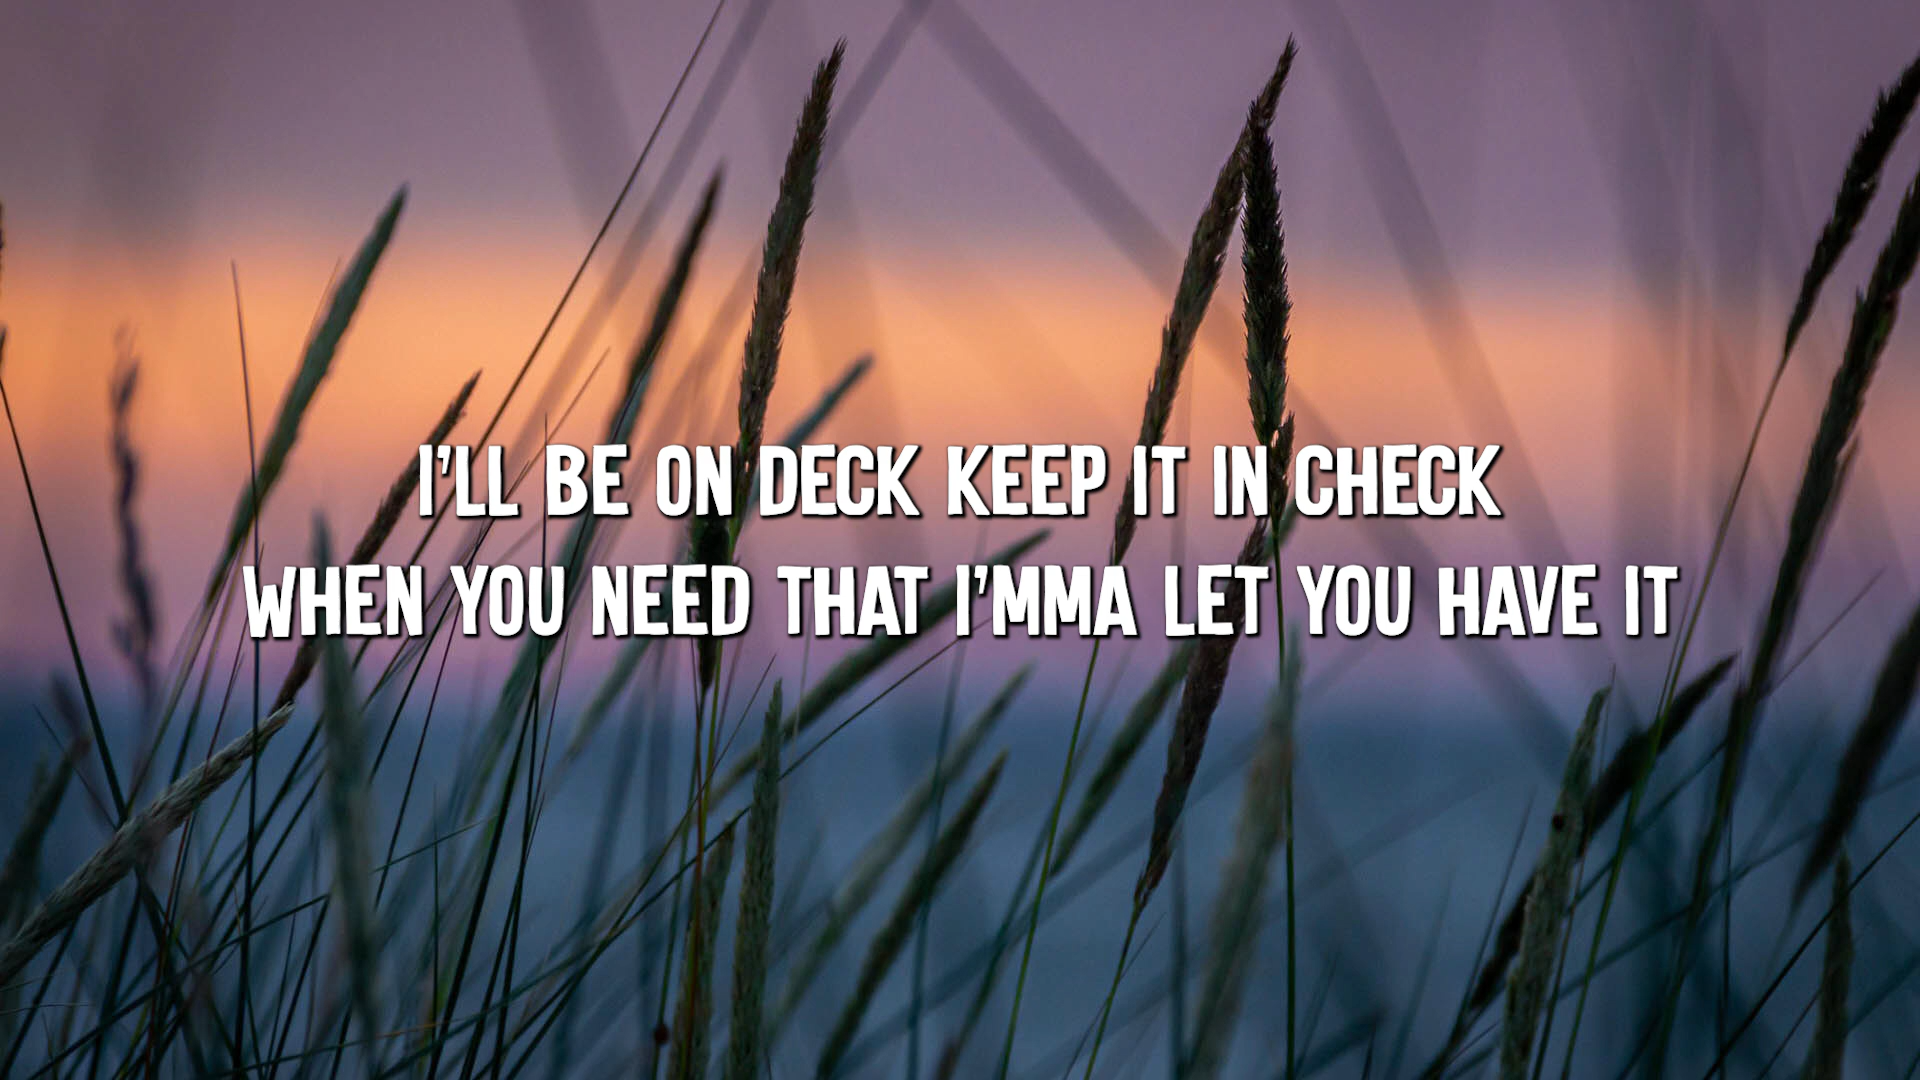 I'LL BE ON DECK KEEP IT IN CHECK
WHEN YOU NEED THAT I'MMA LET YOU HAVE IT